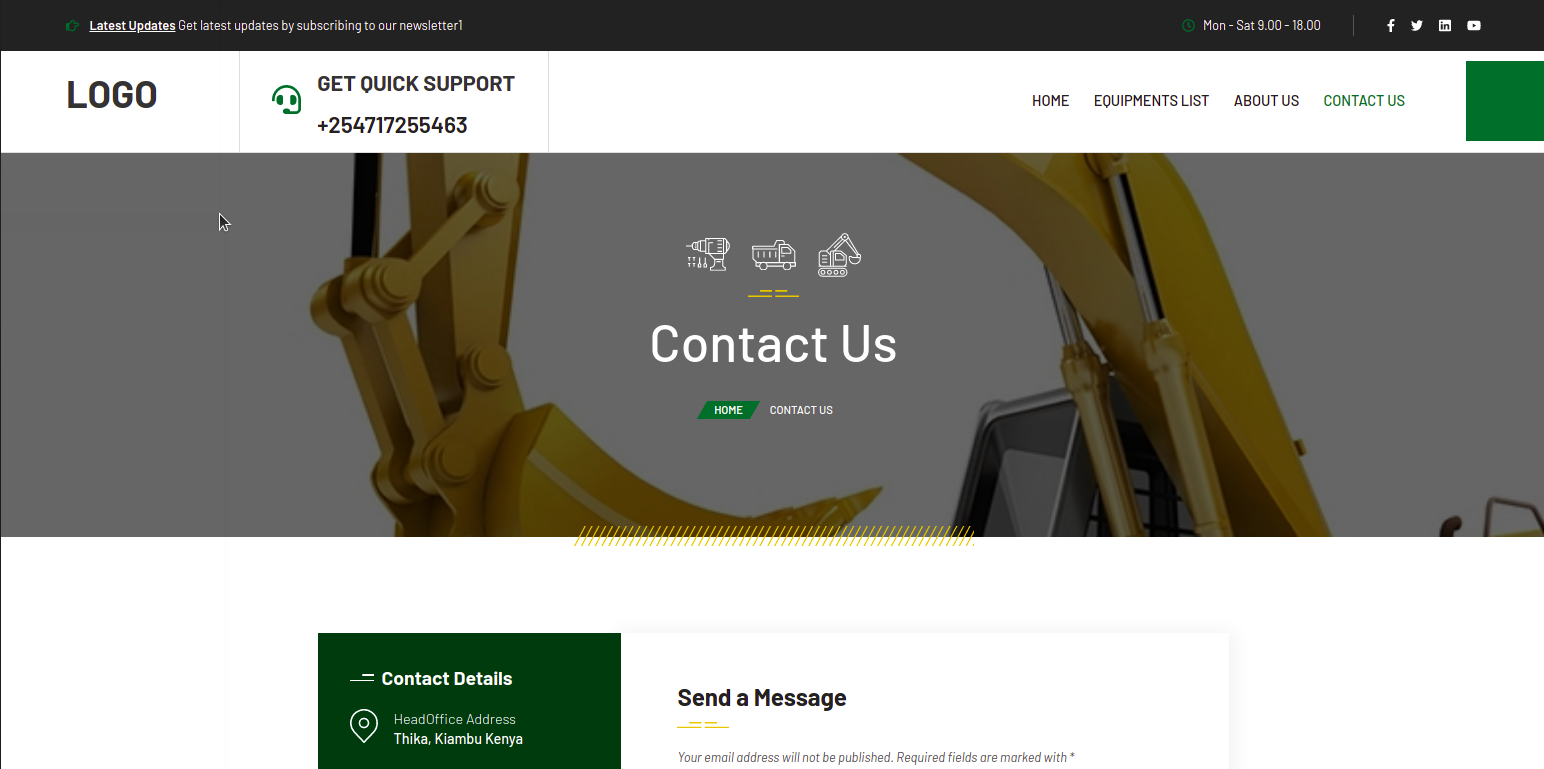 Latest Updates Get latest updates by subscribing to our newsletter1
Mon - Sat 9.00 - 18.00
LOGO
GET QUICK SUPPORT
+254717255463
HOME EQUIPMENTS LIST ABOUT US CONTACT US
Contact Us
HOME CONTACT US
Contact Details
HeadOffice Address
Thika, Kiambu Kenya
Send a Message
Your email address will not be published. Required fields are marked with *